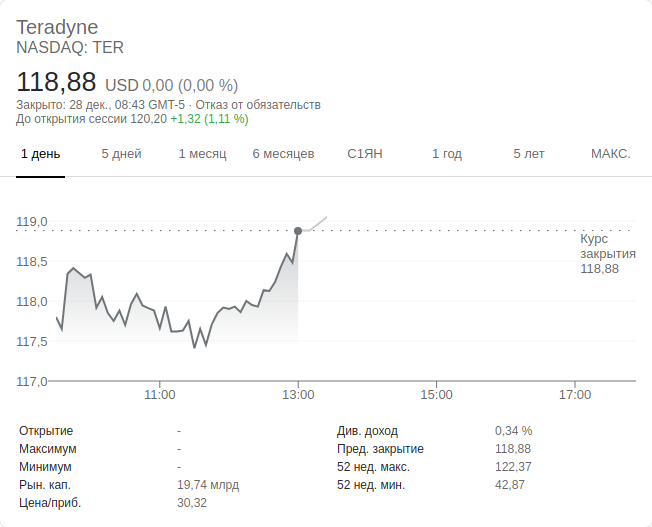 Teradyne
NASDAQ: TER
118,88 USD 0,00 (0,00 %)
Закрыто: 28 дек., 08:43 GMT-5 · Отказ от обязательств
До открытия сессии 120,20 +1,32 (1,11 %)
1 день 5 дней 1 месяц 6 месяцев С1ЯН 1 год 5 лет МАКС.
119,0
118,5
118,0
117,5
117,0
Курс
закрытия
118,88
11:00 13:00 15:00 17:00
Открытие - Див. доход 0,34 %
Максимум - Пред. закрытие 118,88
Минимум - 52 нед. макс. 122,37
Рын. кап. 19,74 млрд 52 нед. мин. 42,87
Цена/приб. 30,32